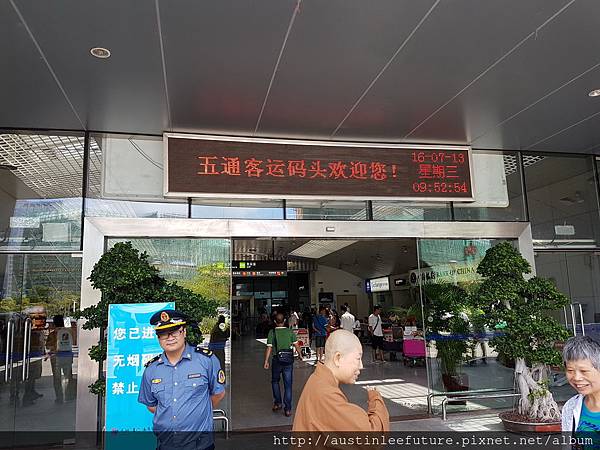 五通客运码头欢迎您!
16-07-13
星期三
09:52:54
BANK OF CHINA
您已
无烟
禁止
http://austinleefuture.pixnet.net/album